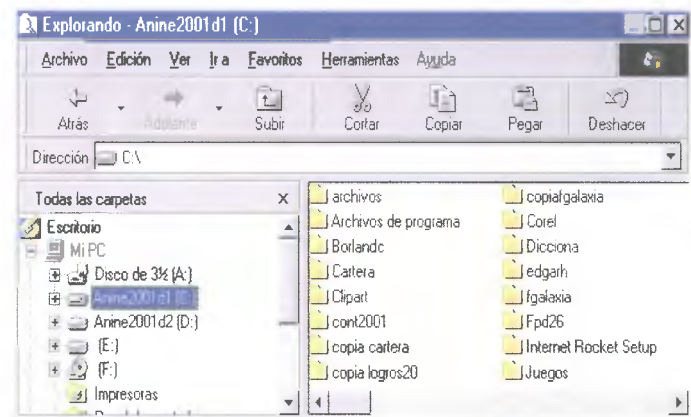 Explorando - Anine2001d1 (C:)
Archivo Edición Ver Ir a Favoritos Herramientas Ayuda
Atrás Adelante Subir Cortar Copiar Pegar Deshacer
Dirección C:\
Todas las carpetas x
Escritorio
Mi PC
Disco de 3½ (A:)
Anine2001d1 (C:)
Anine2001d2 (D:)
(E:)
(F:)
Impresoras
archivos
Archivos de programa
Borlandc
Cartera
Clipart
cont2001
copia cartera
copia logros20
copiafgalaxia
Corel
Dicciona
edgarh
fgalaxia
Fpd26
Internet Rocket Setup
Juegos